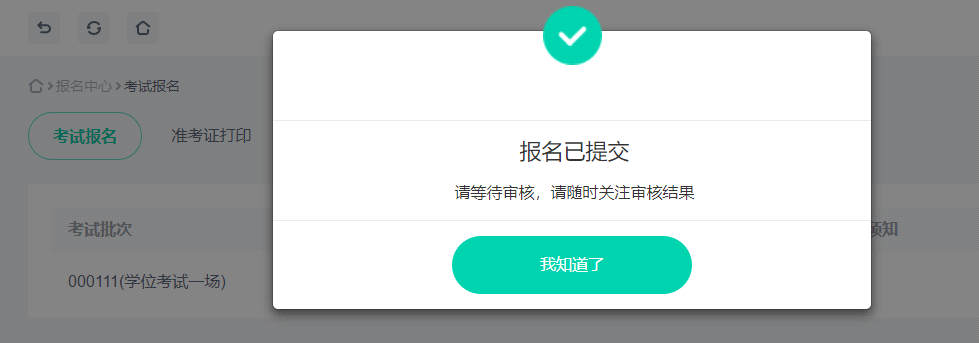 报名中心
考试报名
考试报名
准考证打印
报名已提交
请等待审核，请随时关注审核结果
考试批次
000111(学位考试一场)
我知道了